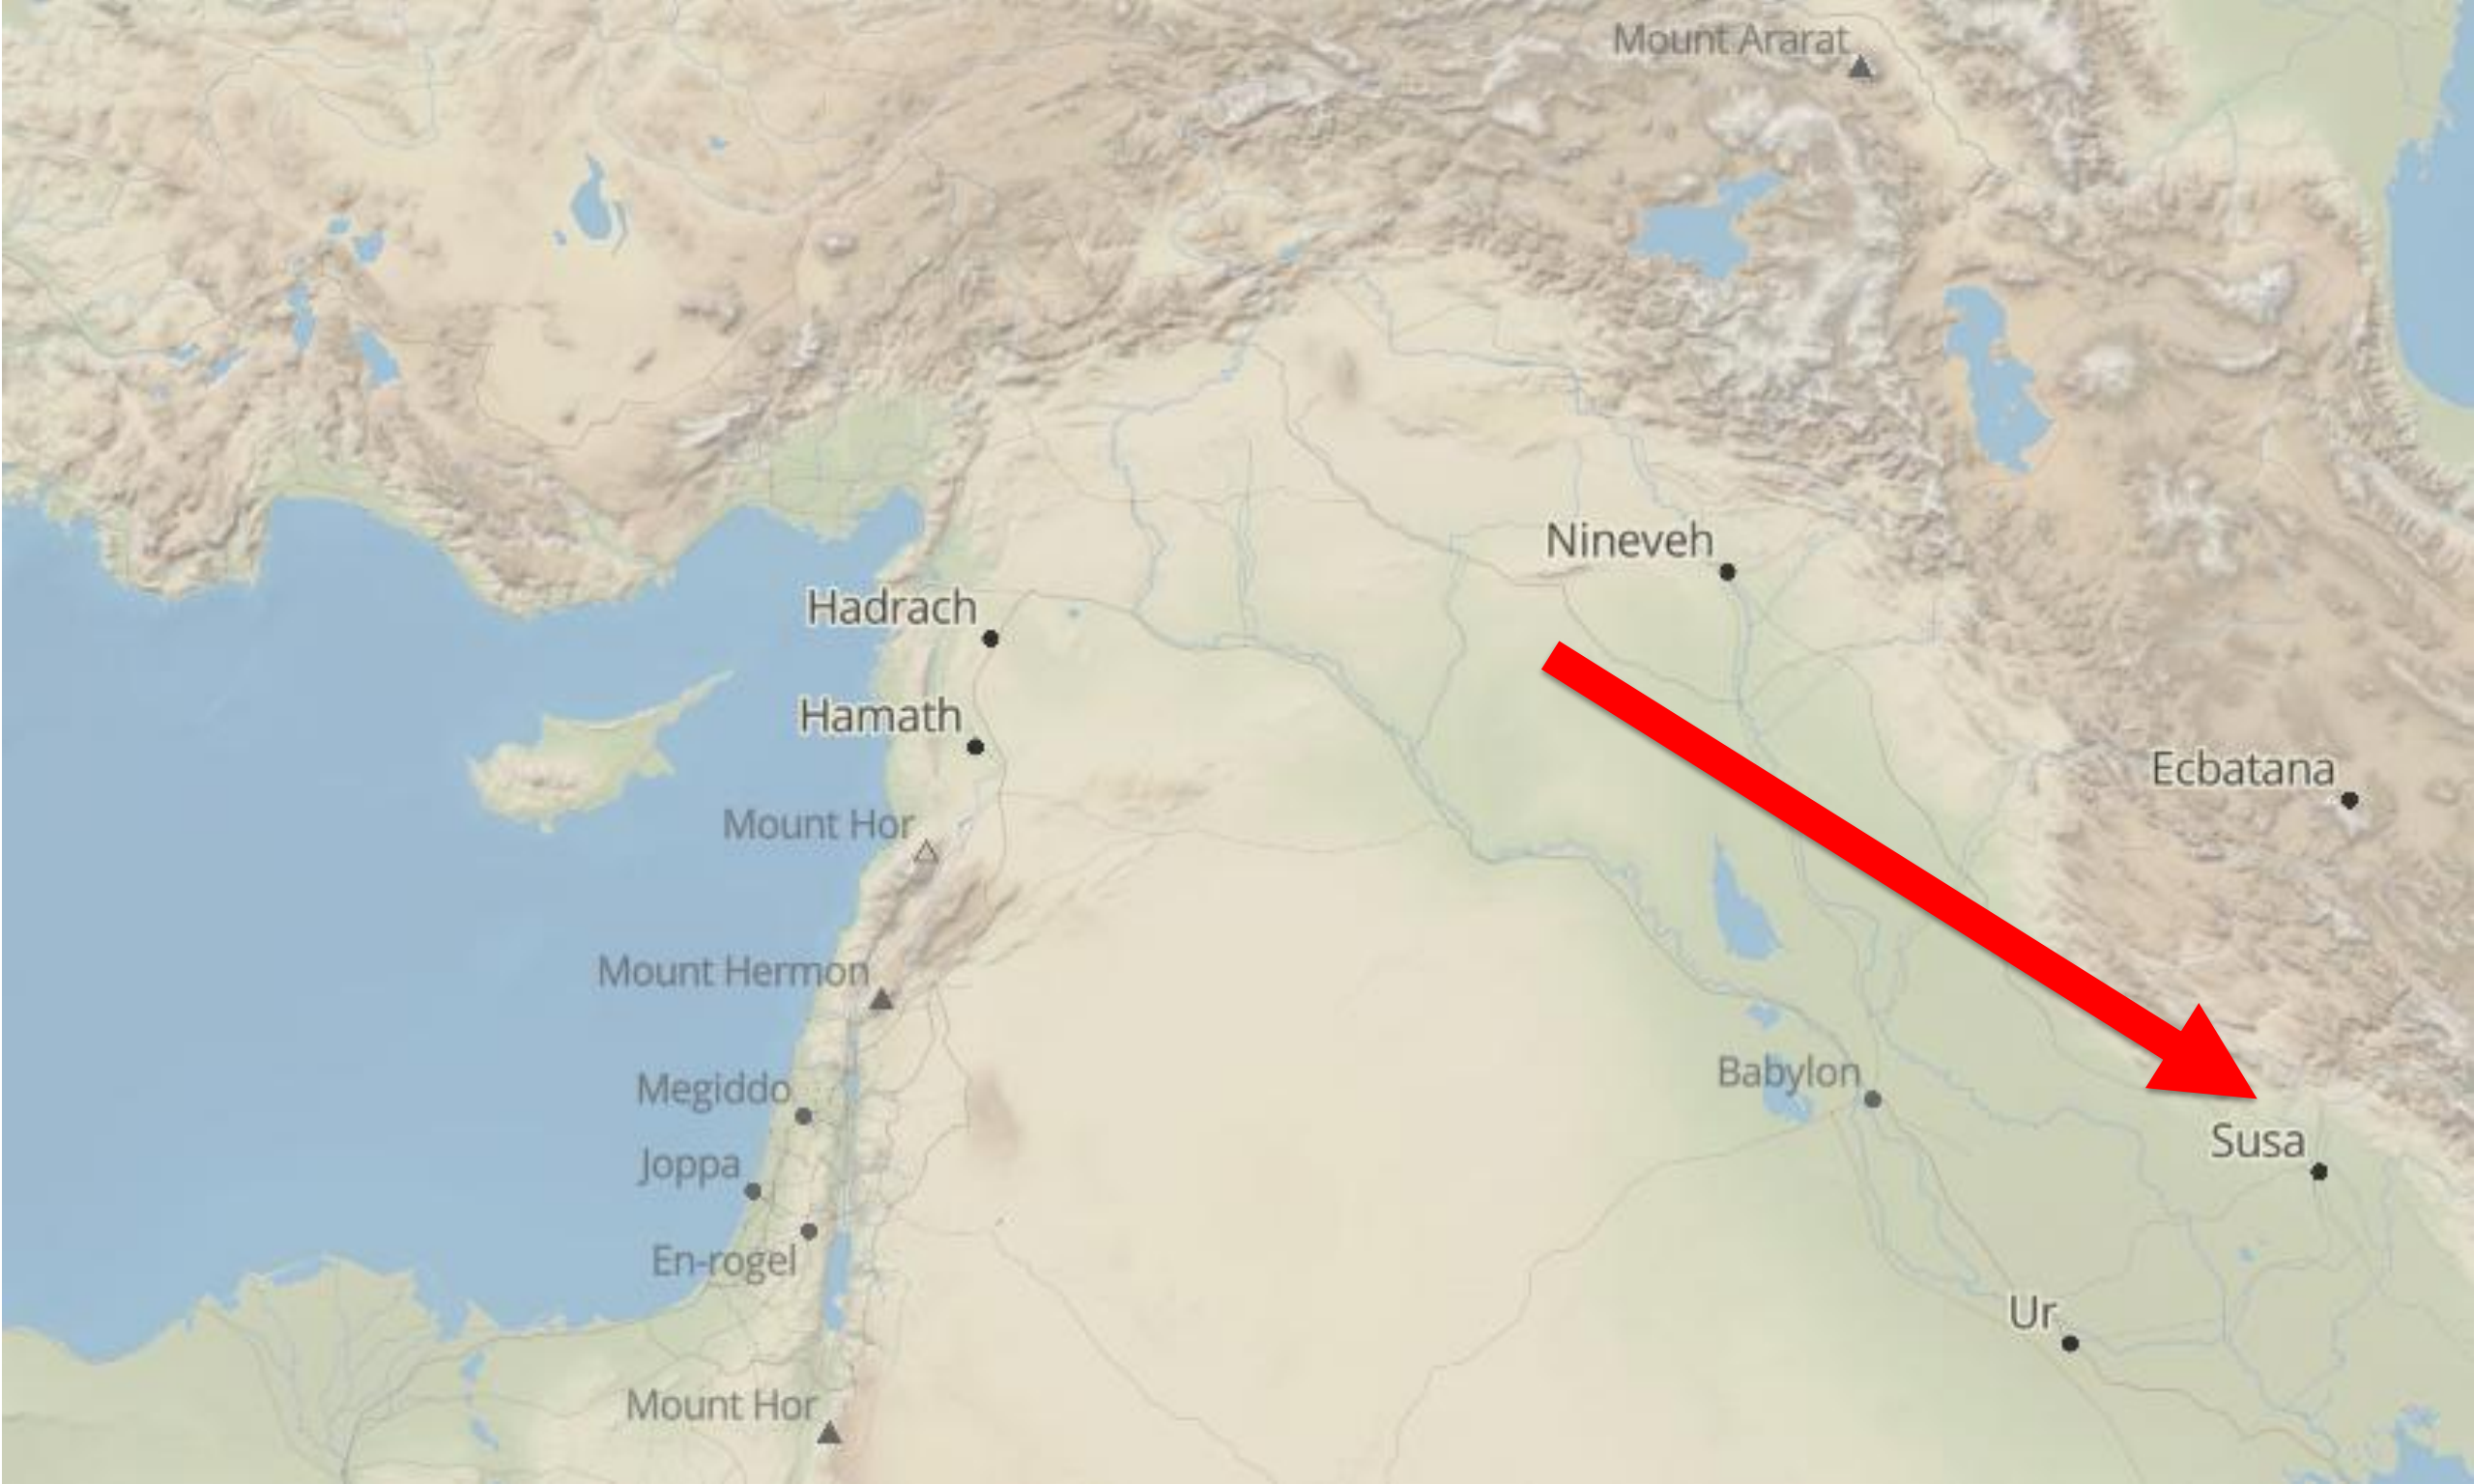 Mount Ararat
Nineveh
Hadrach
Hamath
Ecbatana
Mount Hor
Mount Hermon
Babylon
Megiddo
Susa
Joppa
En-rogel
Ur
Mount Hor